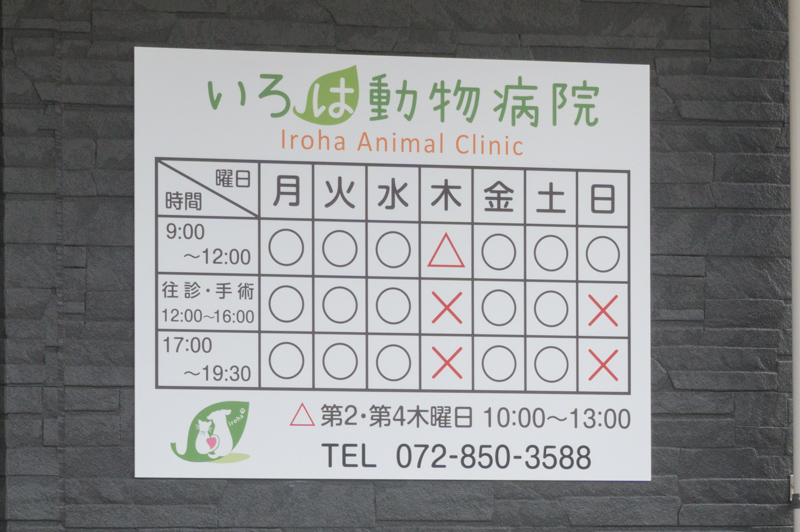 いろは動物病院
Iroha Animal Clinic
曜日 月 火 水 木 金 土 日
時間
9:00 ○ ○ ○ △ ○ ○ ○
～12:00
往診・手術 ○ ○ ○ × ○ ○ ×
12:00～16:00
17:00 ○ ○ ○ × ○ ○ ×
～19:30
△ 第2・第4木曜日 10:00～13:00
Iroha
TEL 072-850-3588